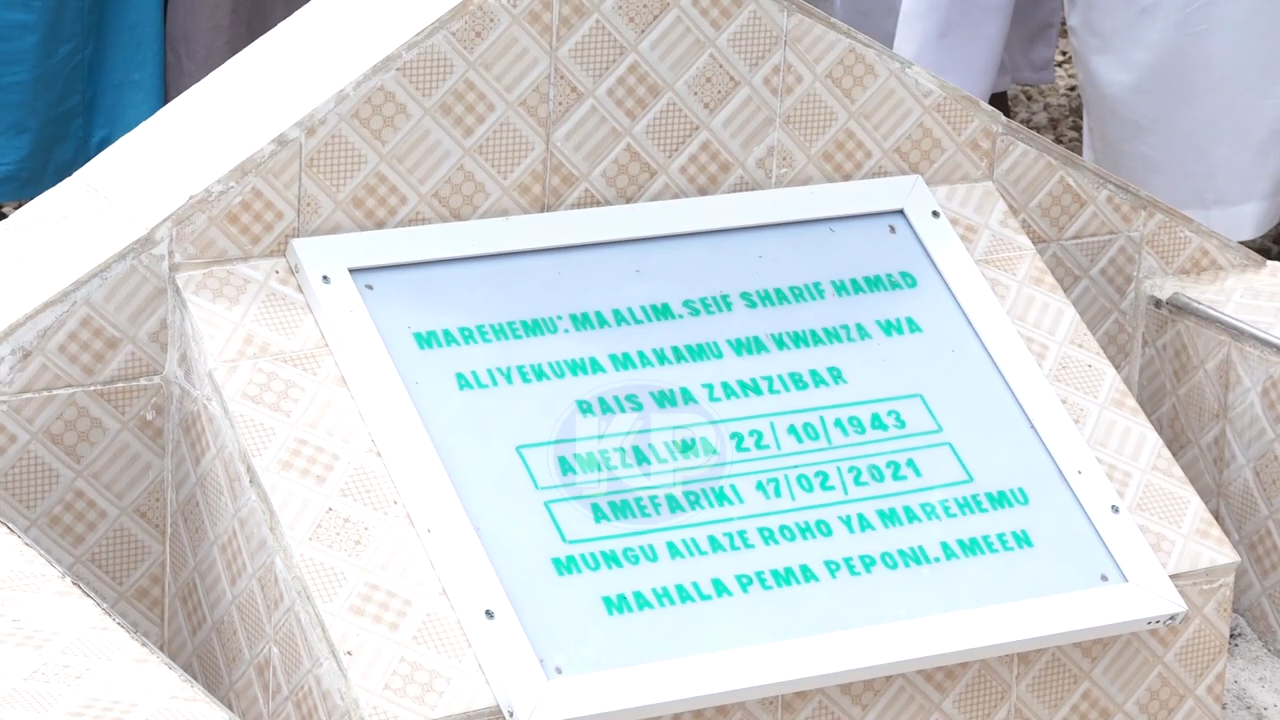 MAREHEMU: MAALIM. SEIF SHARIF HAMAD
ALIYEKUWA MAKAMU WA KWANZA WA
RAIS WA ZANZIBAR
AMEZALIWA 22/10/1943
AMEFARIKI 17/02/2021
MUNGU AILAZE ROHO YA MAREHEMU
MAHALA PEMA PEPONI. AMEEN
KP